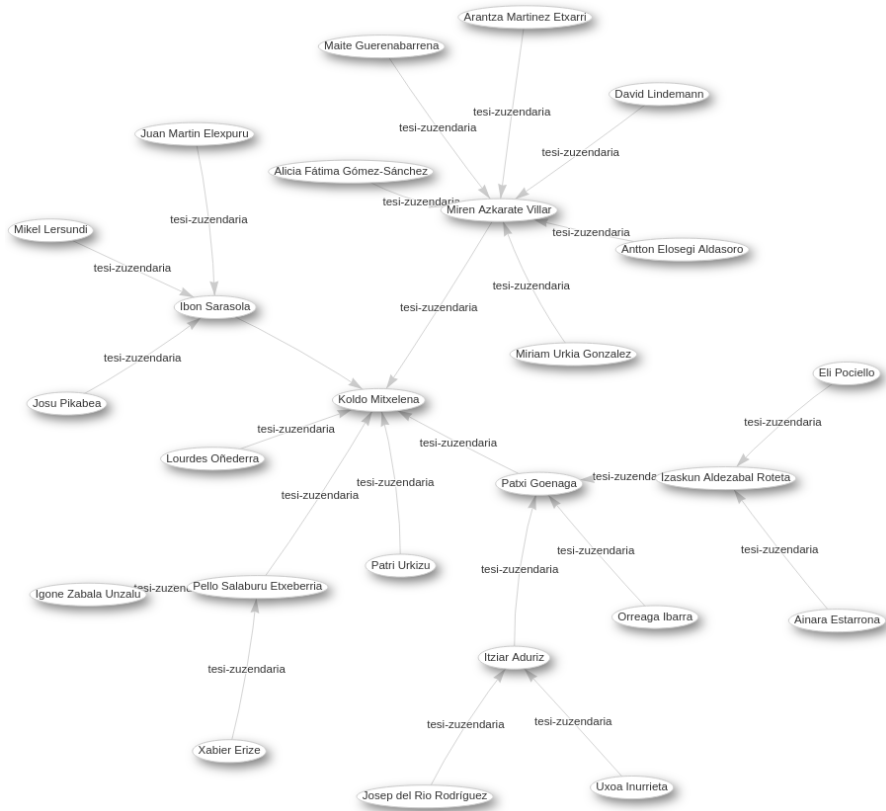 Arantza Martinez Etxarri
Maite Guerenabarrena
David Lindemann
tesi-zuzendaria
tesi-zuzendaria
Juan Martin Elexpuru
tesi-zuzendaria
Alicia Fátima Gómez-Sánchez
tesi-zuzendaria
Miren Azkarate Villar
tesi-zuzendaria
Mikel Lersundi
tesi-zuzendaria
Antton Elosegi Aldasoro
tesi-zuzendaria
tesi-zuzendaria
Ibon Sarasola
tesi-zuzendaria
Miriam Urkia Gonzalez
tesi-zuzendaria
Eli Pociello
Josu Pikabea
Koldo Mitxelena
tesi-zuzendaria
tesi-zuzendaria
tesi-zuzendaria
Lourdes Oñederra
tesi-zuzenda
Izaskun Aldezabal Roteta
tesi-zuzendaria
Patxi Goenaga
tesi-zuzendaria
tesi-zuzendaria
tesi-zuzendaria
Patri Urkizu
tesi-zuzendaria
Igone Zabala Unzalu
tesi-zuzen
Pello Salaburu Etxeberria
Orreaga Ibarra
Ainara Estarrona
Itziar Aduriz
tesi-zuzendaria
tesi-zuzendaria
tesi-zuzendaria
Xabier Erize
Uxoa Inurrieta
Josep del Rio Rodríguez